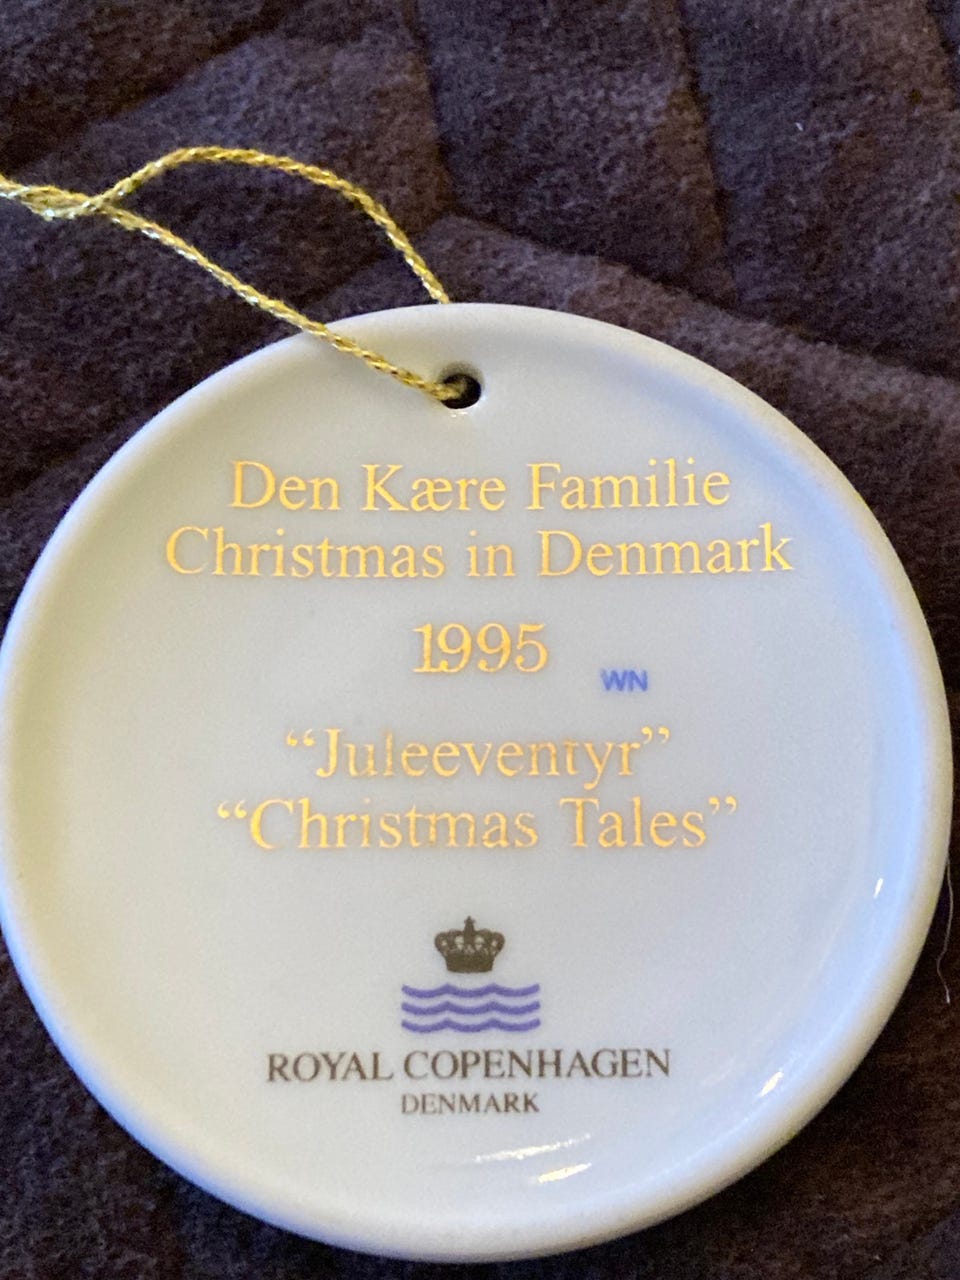 Den Kære Familie
Christmas in Denmark
1995
WN
“Juleeventyr”
“Christmas Tales”
ROYAL COPENHAGEN
DENMARK